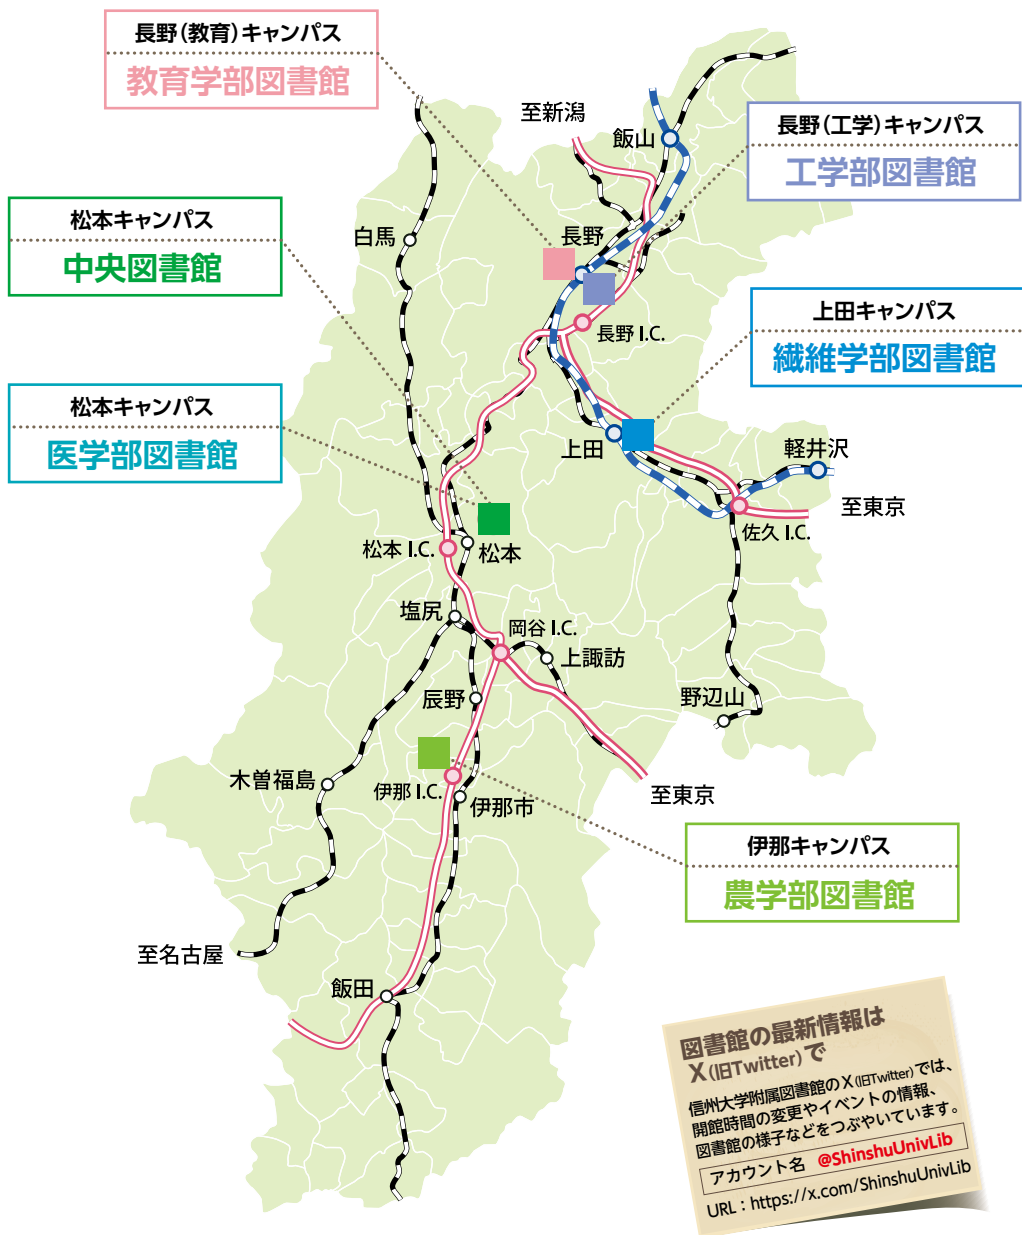 長野（教育）キャンパス
教育学部図書館
至新潟
飯山
長野（工学）キャンパス
工学部図書館
松本キャンパス
中央図書館
白馬
長野
長野 I.C.
上田キャンパス
繊維学部図書館
松本キャンパス
医学部図書館
上田
軽井沢
至東京
佐久 I.C.
松本 I.C.
松本
塩尻
岡谷 I.C.
上諏訪
辰野
野辺山
木曽福島
伊那 I.C.
伊那市
至東京
伊那キャンパス
農学部図書館
至名古屋
飯田
図書館の最新情報は
X(旧Twitter)で
信州大学附属図書館のX(旧Twitter)では、
開館時間の変更やイベントの情報、
図書館の様子などをつぶやいています。
アカウント名 @ShinshuUnivLib
URL：https://x.com/ShinshuUnivLib